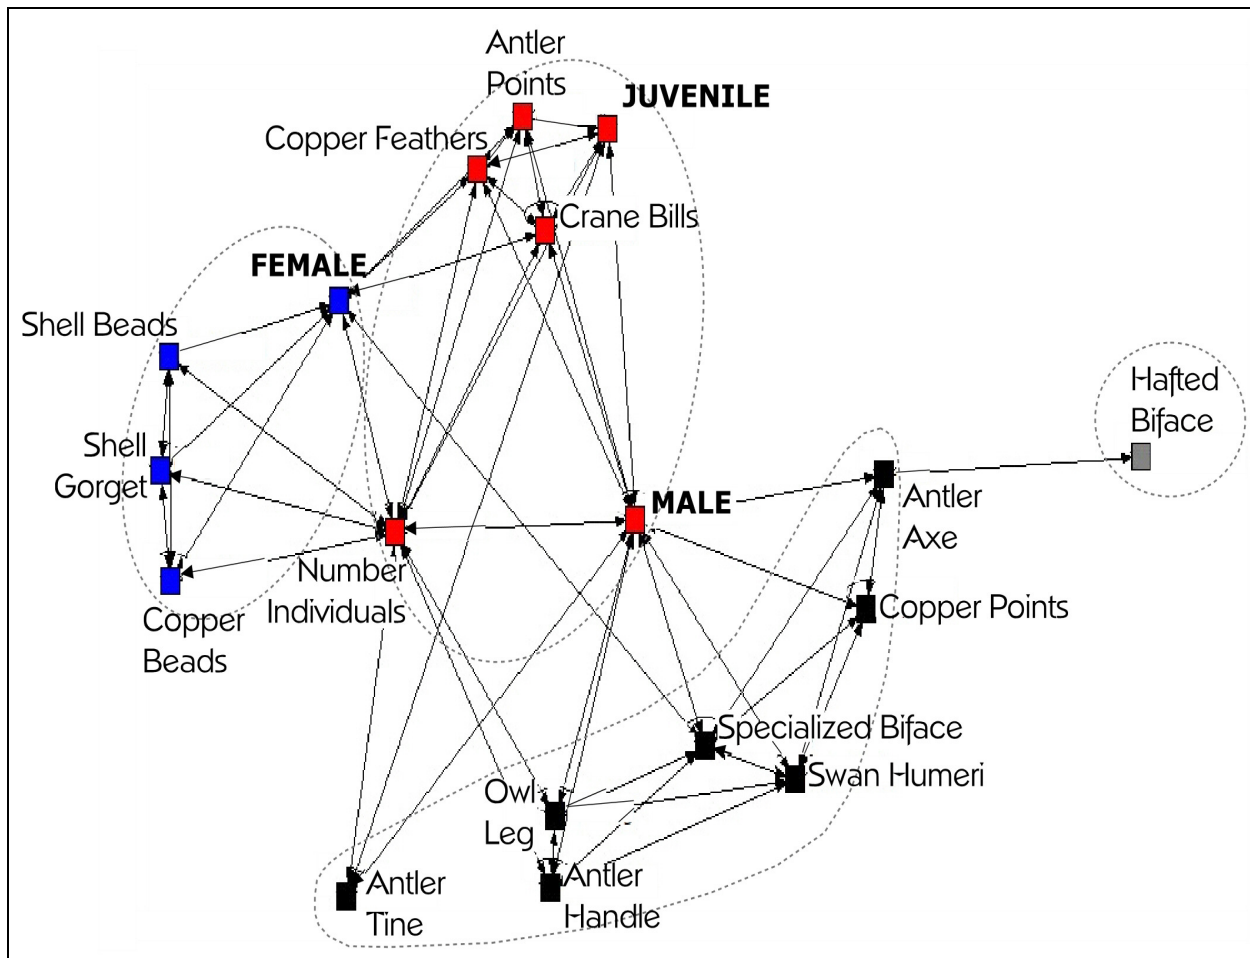 Antler
Points
JUVENILE
Copper Feathers
Crane Bills
FEMALE
Shell Beads
Shell
Gorget
Hafted
Biface
MALE
Antler
Axe
Number
Individuals
Copper
Beads
Copper Points
Specialized Biface
Swan Humeri
Owl
Leg
Antler
Tine
Antler
Handle